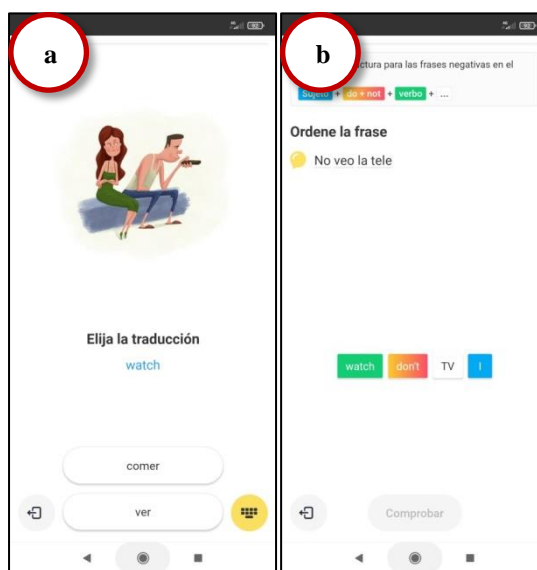 a
Elija la traducción
watch
comer
ver
b
para las frases negativas en el
Sujeto + do + not + verbo + ...
Ordene la frase
No veo la tele
watch don't TV I
Comprobar